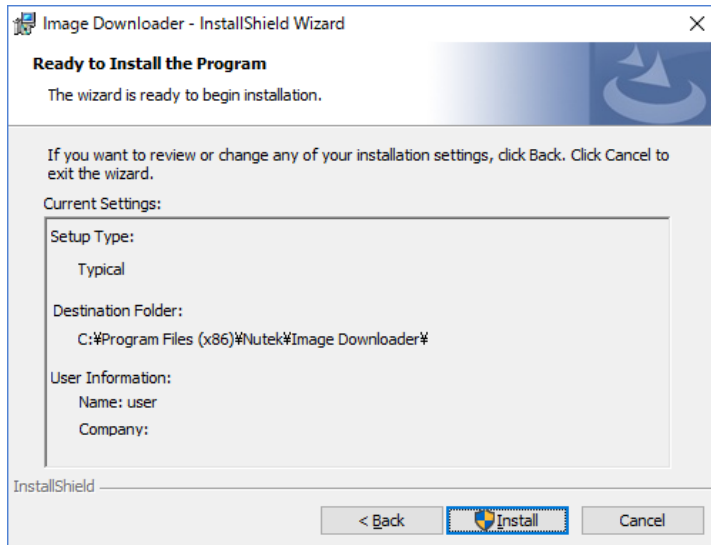 Image Downloader - InstallShield Wizard
Ready to Install the Program
The wizard is ready to begin installation.
If you want to review or change any of your installation settings, click Back. Click Cancel to
exit the wizard.
Current Settings:
Setup Type:
Typical
Destination Folder:
C:¥Program Files (x86)¥Nutek¥Image Downloader¥
User Information:
Name: user
Company:
InstallShield
< Back
Install
Cancel